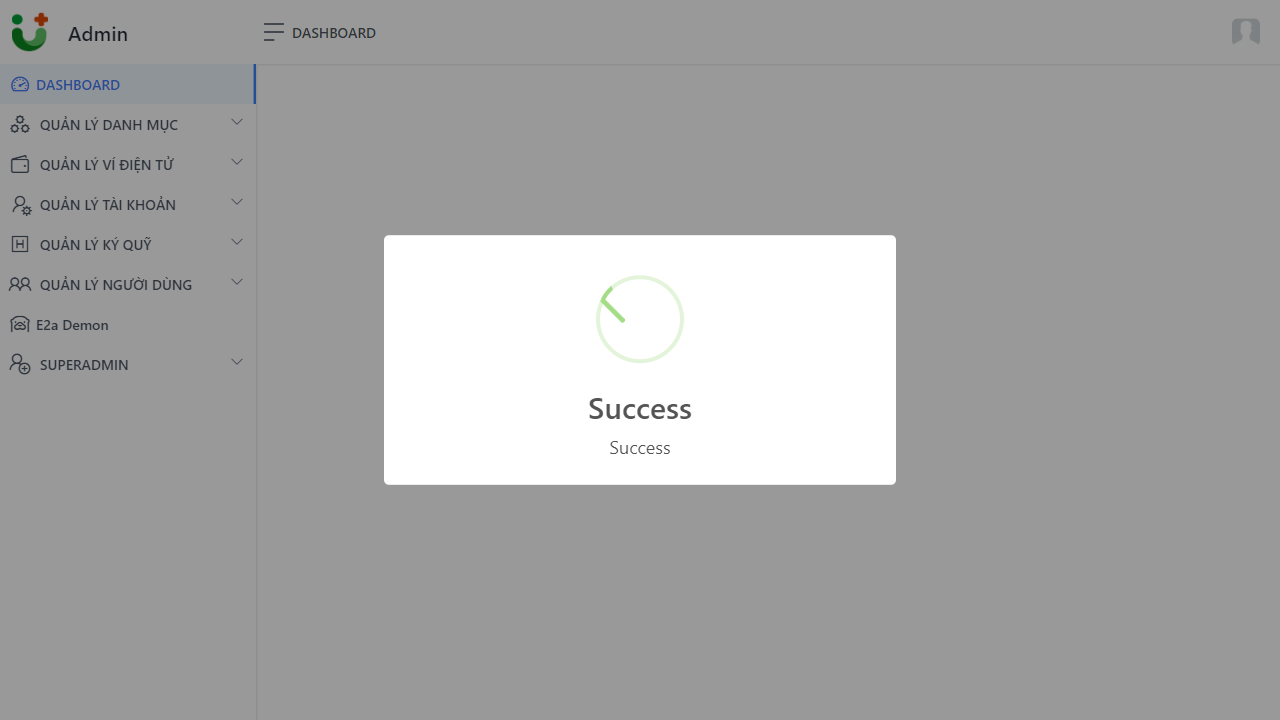 Admin
DASHBOARD
DASHBOARD
QUẢN LÝ DANH MỤC
QUẢN LÝ VÍ ĐIỆN TỬ
QUẢN LÝ TÀI KHOẢN
QUẢN LÝ KÝ QUỸ
QUẢN LÝ NGƯỜI DÙNG
E2a Demon
SUPERADMIN
Success
Success